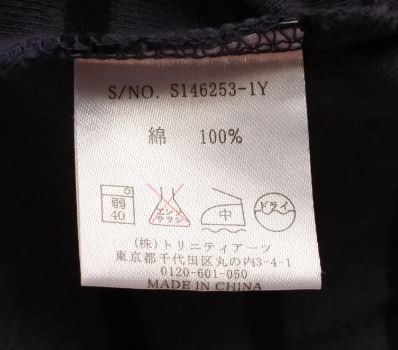 S/NO. S146253-1Y
綿 100%
弱 40 エンソ サラシ 中 ドライ
(株)トリニティアーツ
東京都千代田区丸の内3-4-1
0120-601-050
MADE IN CHINA